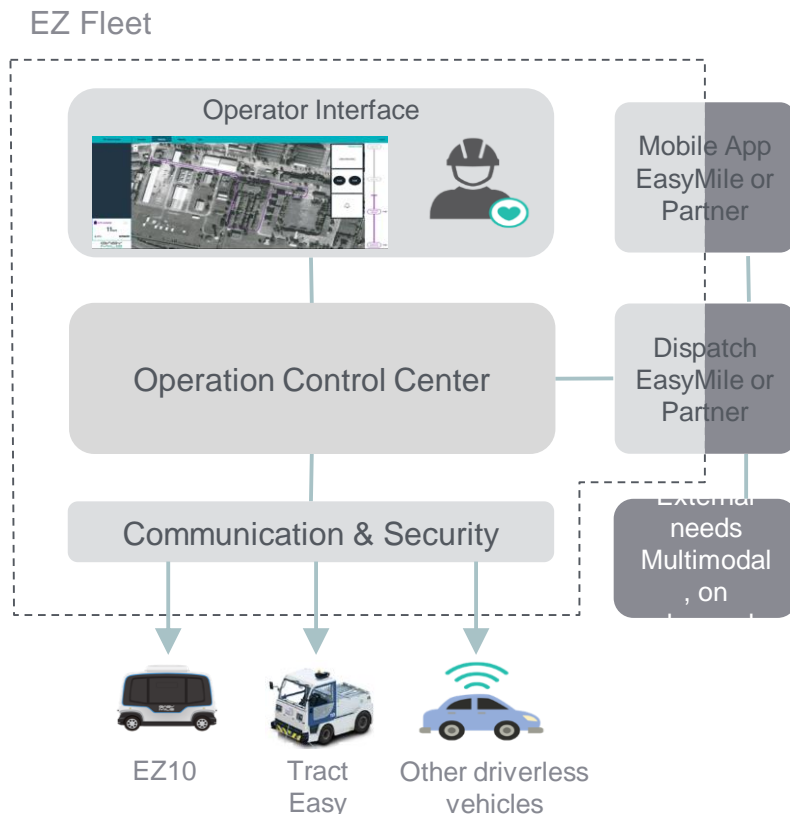 EZ Fleet
Operator Interface
Mobile App
EasyMile or
Partner
Operation Control Center
Dispatch
EasyMile or
Partner
Communication & Security
External
needs
Multimodal
, on
EZ10
Tract
Easy
Other driverless
vehicles